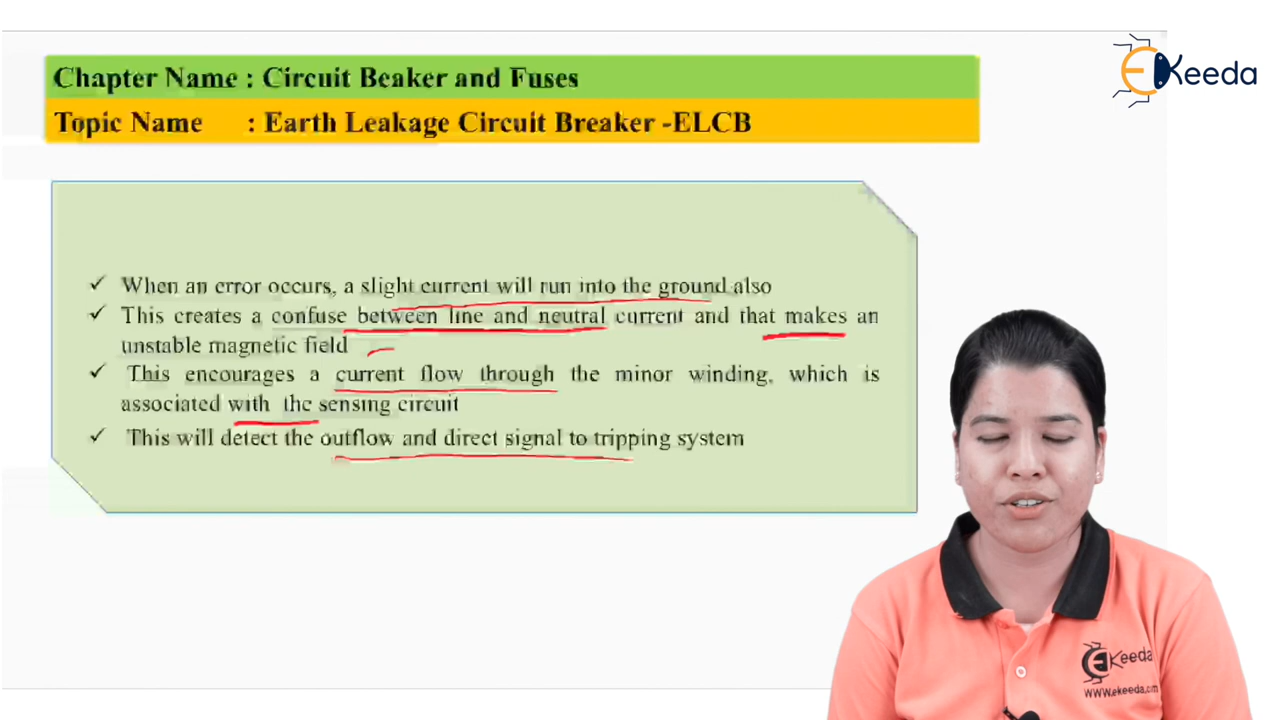 EKeeda
Chapter Name : Circuit Beaker and Fuses
Topic Name : Earth Leakage Circuit Breaker -ELCB
✓ When an error occurs, a slight current will run into the ground also
✓ This creates a confuse between line and neutral current and that makes an
unstable magnetic field
✓ This encourages a current flow through the minor winding, which is
associated with the sensing circuit
✓ This will detect the outflow and direct signal to tripping system
EKeeda
www.ekeeda.com